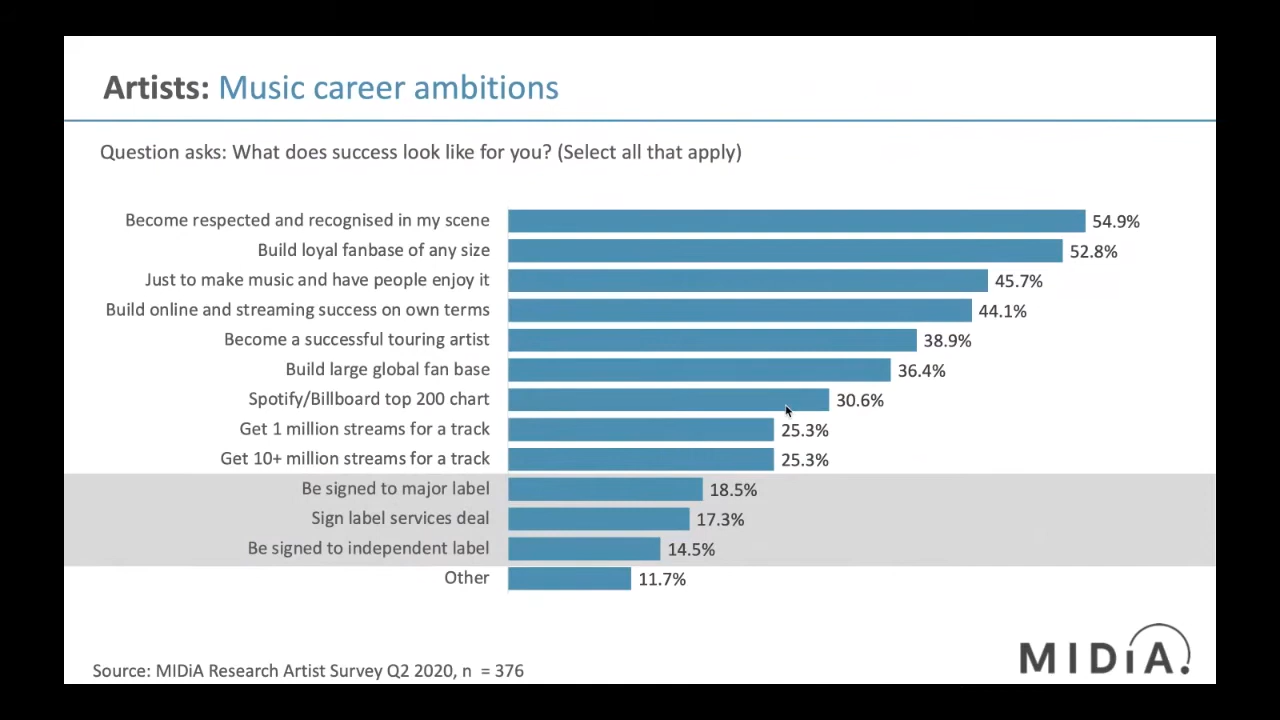 Artists: Music career ambitions
Question asks: What does success look like for you? (Select all that apply)
Become respected and recognised in my scene 54.9%
Build loyal fanbase of any size 52.8%
Just to make music and have people enjoy it 45.7%
Build online and streaming success on own terms 44.1%
Become a successful touring artist 38.9%
Build large global fan base 36.4%
Spotify/Billboard top 200 chart 30.6%
Get 1 million streams for a track 25.3%
Get 10+ million streams for a track 25.3%
Be signed to major label 18.5%
Sign label services deal 17.3%
Be signed to independent label 14.5%
Other 11.7%
Source: MIDiA Research Artist Survey Q2 2020, n = 376
MIDiA.